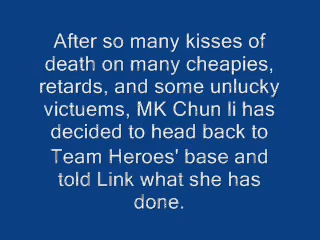 After so many kisses of
death on many cheapies,
retards, and some unlucky
victuems, MK Chun li has
decided to head back to
Team Heroes' base and
told Link what she has
done.